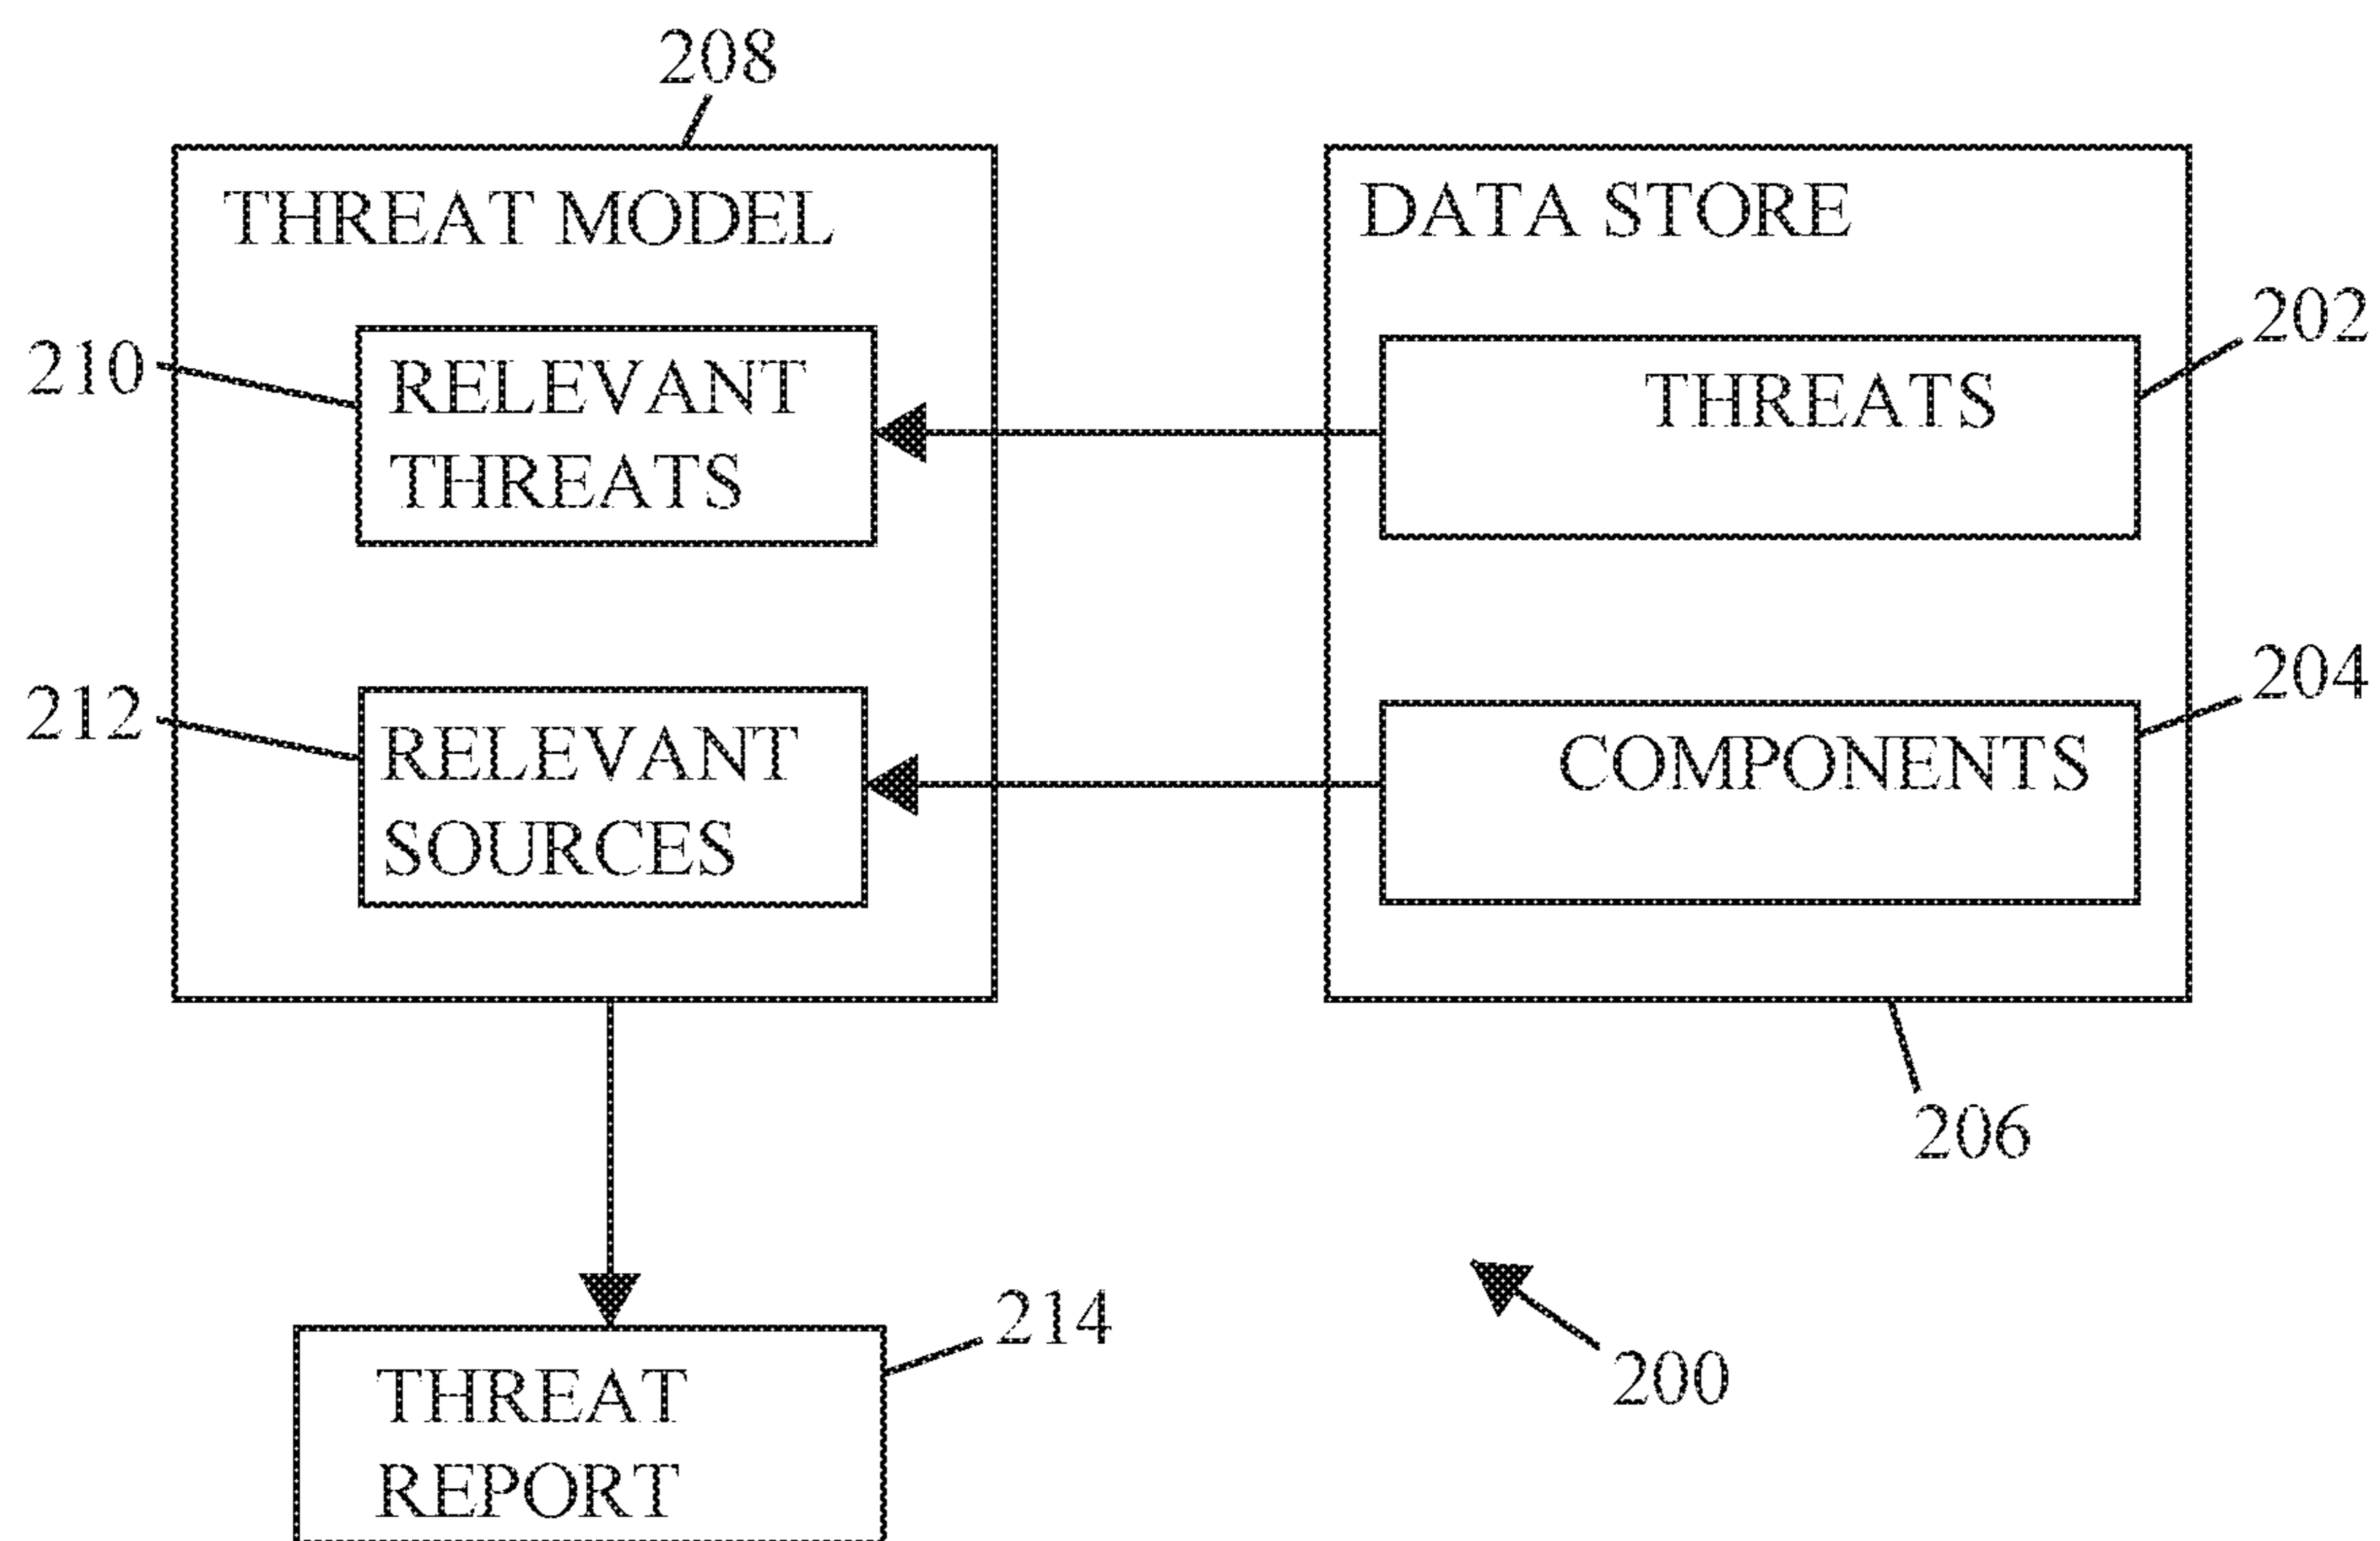 208
THREAT MODEL
DATA STORE
202
210
RELEVANT
THREATS
THREATS
204
212
RELEVANT
SOURCES
COMPONENTS
206
214
THREAT
REPORT
200